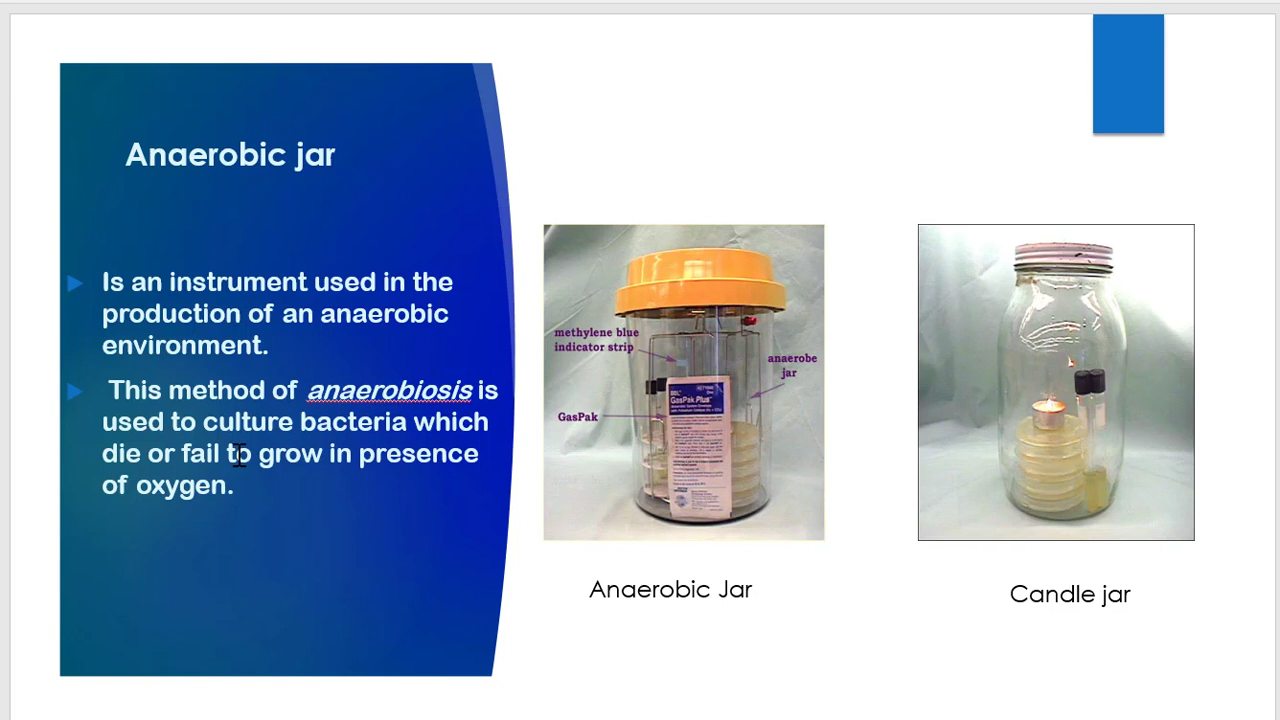 Anaerobic jar
Is an instrument used in the
production of an anaerobic
environment.
This method of anaerobiosis is
used to culture bacteria which
die or fail to grow in presence
of oxygen.
methylene blue
indicator strip
anaerobe
jar
GasPak
GasPak Plus
Anaerobic Jar
Candle jar